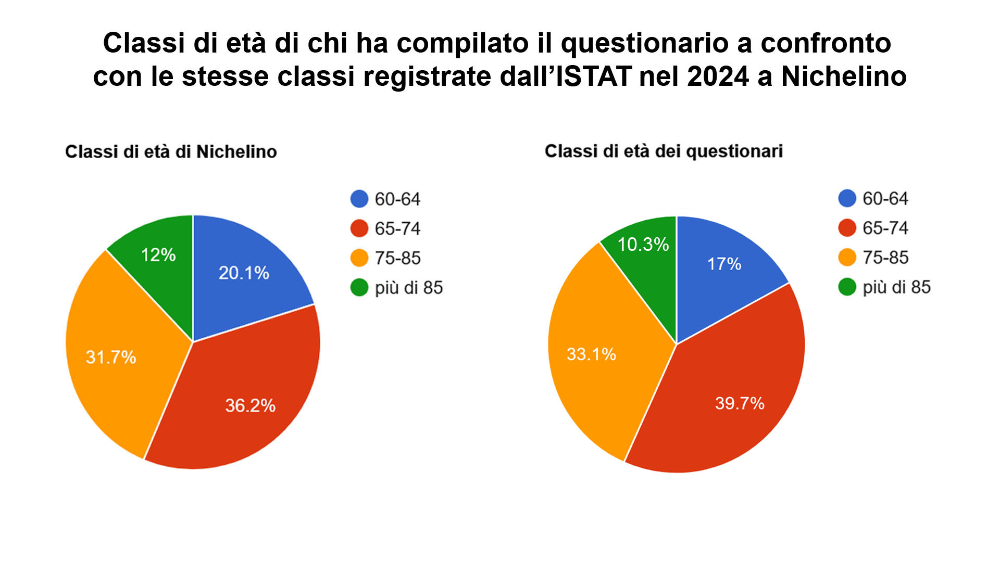 Classi di età di chi ha compilato il questionario a confronto
con le stesse classi registrate dall’ISTAT nel 2024 a Nichelino
Classi di età di Nichelino
60-64
65-74
75-85
più di 85
12%
20.1%
31.7%
36.2%
Classi di età dei questionari
60-64
65-74
75-85
più di 85
10.3%
17%
33.1%
39.7%